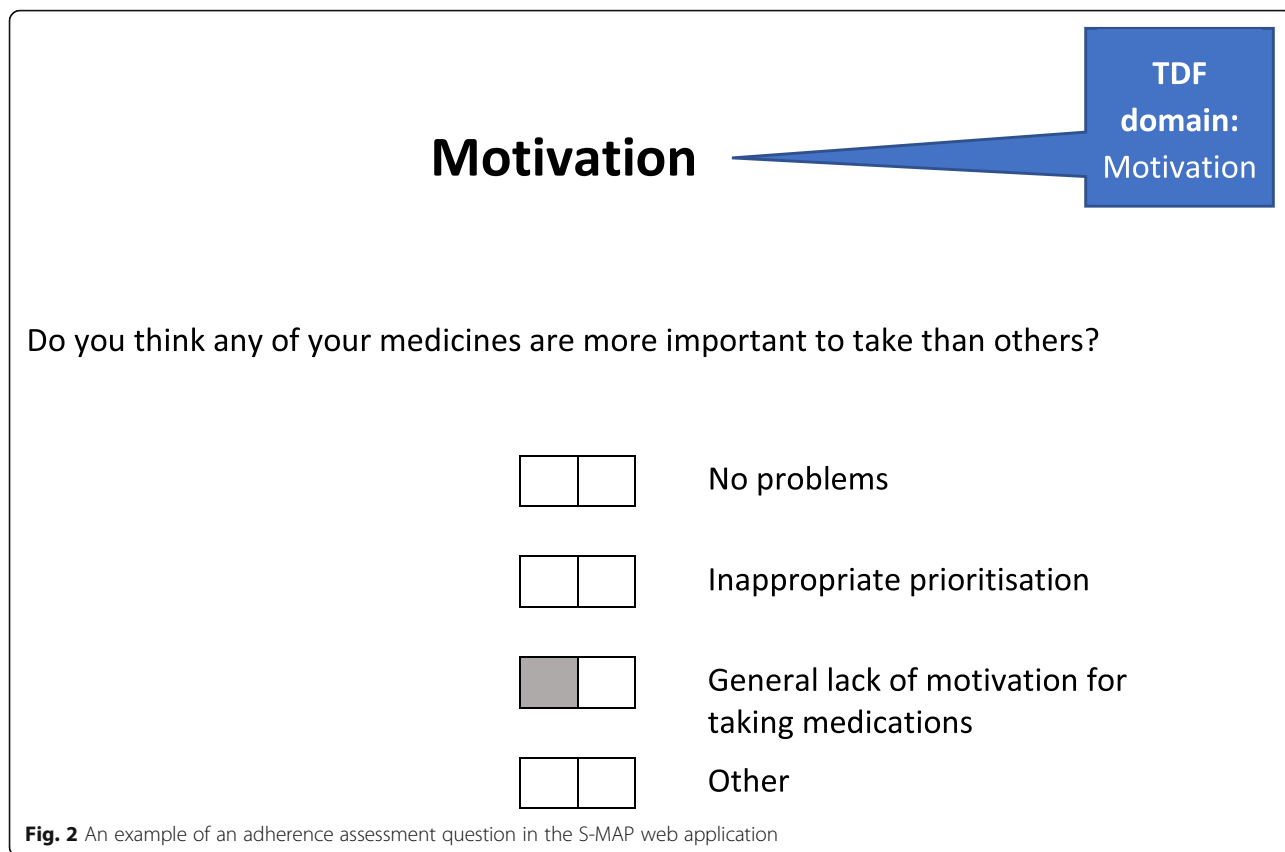 TDF
domain:
Motivation
Motivation
Do you think any of your medicines are more important to take than others?
No problems
Inappropriate prioritisation
General lack of motivation for
taking medications
Other
Fig. 2 An example of an adherence assessment question in the S-MAP web application